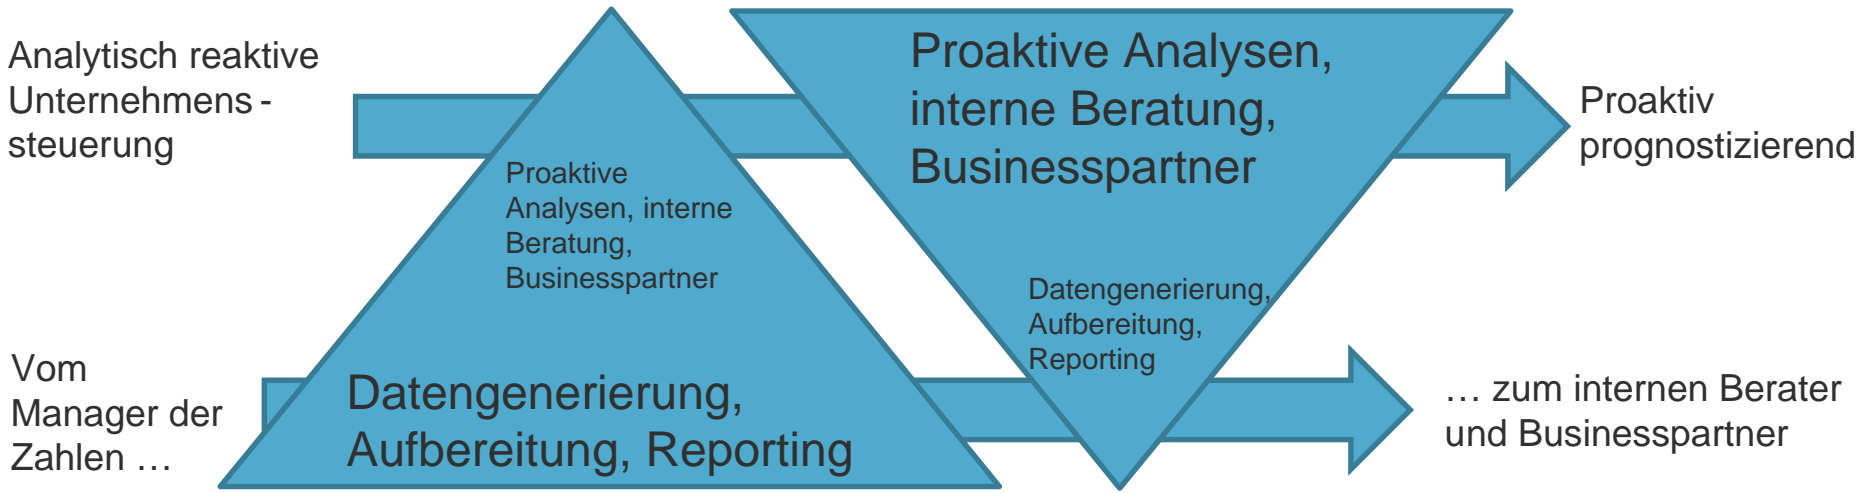 Analytisch reaktive
Unternehmens -
steuerung
Proaktive
Analysen, interne
Beratung,
Businesspartner
Proaktive Analysen,
interne Beratung,
Businesspartner
Proaktiv
prognostizierend
Vom
Manager der
Zahlen …
Datengenerierung,
Aufbereitung, Reporting
Datengenerierung,
Aufbereitung,
Reporting
… zum internen Berater
und Businesspartner